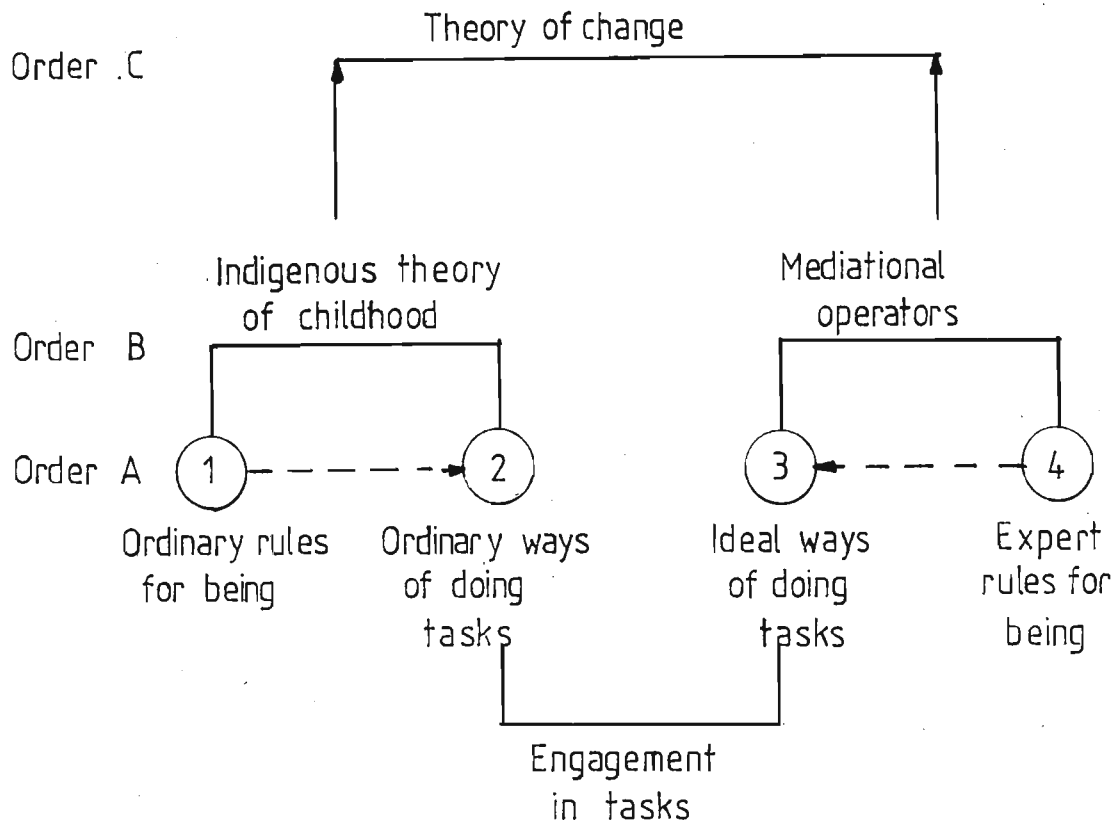 Theory of change
Order .C
Indigenous theory
of childhood
Mediational
operators
Order B
Order A
1
2
3
4
Ordinary rules
for being
Ordinary ways
of doing
tasks
Ideal ways
of doing
tasks
Expert
rules for
being
Engagement
in tasks